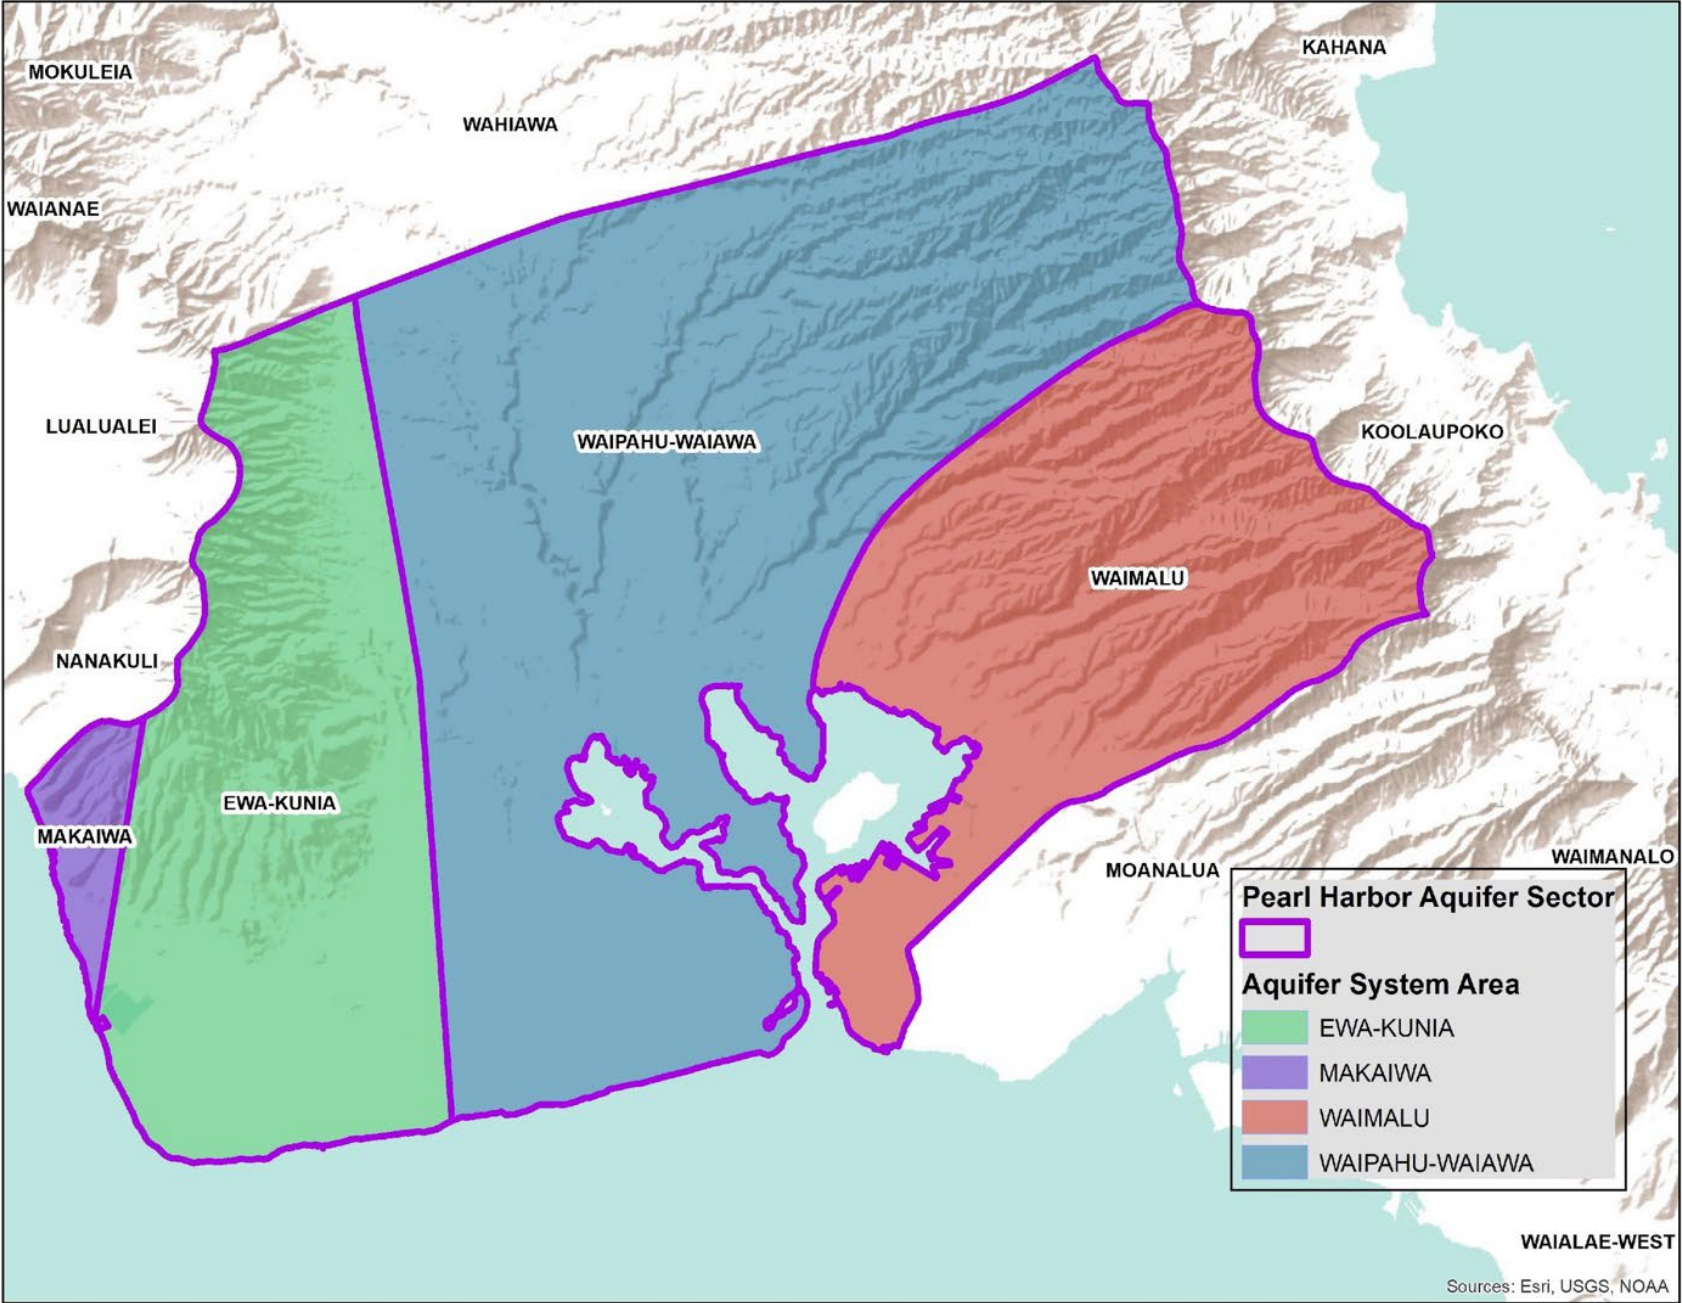 KAHANA
MOKULEIA
WAHIAWA
WAIANAE
LUALUALEI
KOOLAUPOKO
WAIPAHU-WAIAWA
WAIMALU
NANAKULI
EWA-KUNIA
MAKAIWA
WAIMANALO
MOANALUA
Pearl Harbor Aquifer Sector
Aquifer System Area
EWA-KUNIA
MAKAIWA
WAIMALU
WAIPAHU-WAIAWA
WAIALAE-WEST
Sources: Esri, USGS, NOAA